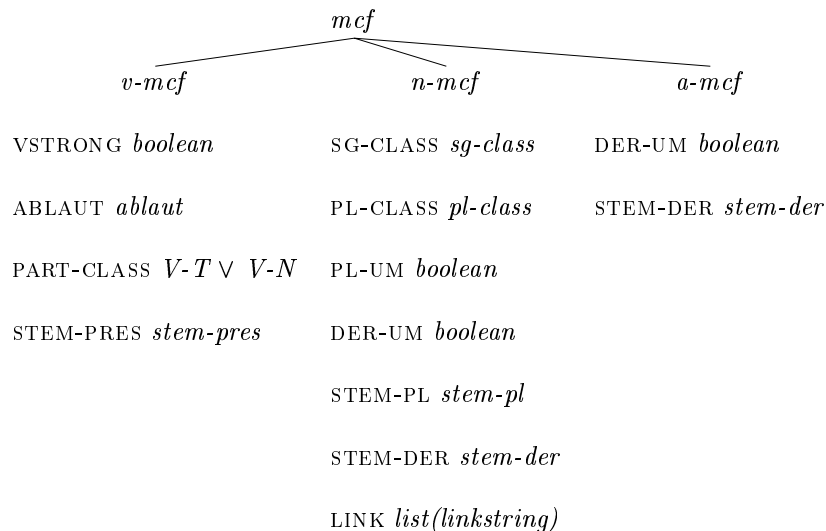 mcf
v-mcf n-mcf a-mcf
VSTRONG boolean SG-CLASS sg-class DER-UM boolean
ABLAUT ablaut PL-CLASS pl-class STEM-DER stem-der
PART-CLASS V-T ∨ V-N PL-UM boolean
STEM-PRES stem-pres DER-UM boolean
STEM-PL stem-pl
STEM-DER stem-der
LINK list(linkstring)